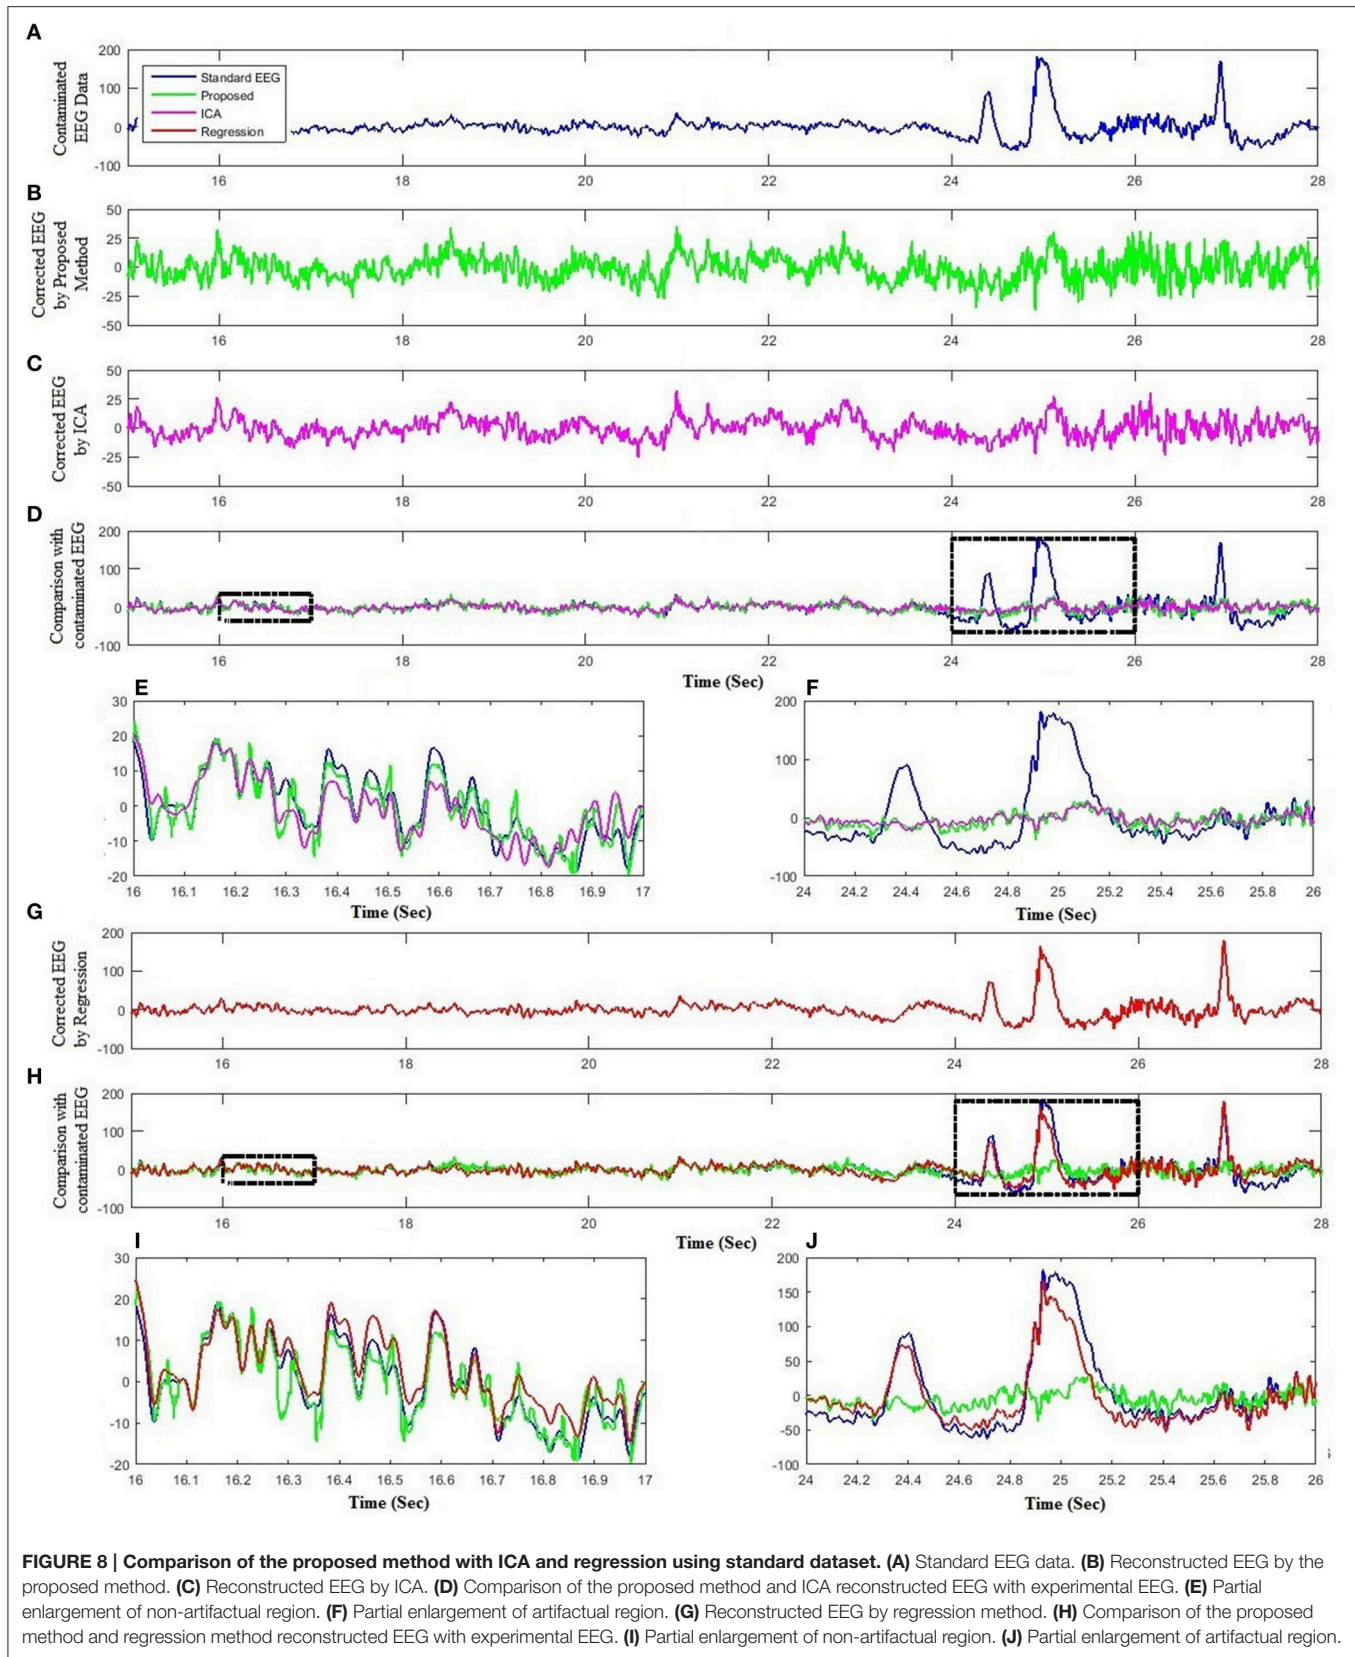 A
Contaminated
EEG Data
200
100
0
-100
Standard EEG
Proposed
ICA
Regression
16 18 20 22 24 26 28
B
Corrected EEG
by Proposed
Method
50
25
0
-25
-50
16 18 20 22 24 26 28
C
Corrected EEG
by ICA
50
25
0
-25
-50
16 18 20 22 24 26 28
D
Comparison with
contaminated EEG
200
100
0
-100
16 18 20 22 24 26 28
Time (Sec)
E
30
20
10
0
-10
-20
16 16.1 16.2 16.3 16.4 16.5 16.6 16.7 16.8 16.9 17
Time (Sec)
F
200
100
0
-100
24 24.2 24.4 24.6 24.8 25 25.2 25.4 25.6 25.8 26
Time (Sec)
G
Corrected EEG
by Regression
200
100
0
-100
16 18 20 22 24 26 28
H
Comparison with
contaminated EEG
200
100
0
-100
16 18 20 22 24 26 28
Time (Sec)
I
30
20
10
0
-10
-20
16 16.1 16.2 16.3 16.4 16.5 16.6 16.7 16.8 16.9 17
Time (Sec)
J
200
150
100
50
0
-50
-100
24 24.2 24.4 24.6 24.8 25 25.2 25.4 25.6 25.8 26
Time (Sec)
FIGURE 8 | Comparison of the proposed method with ICA and regression using standard dataset. (A) Standard EEG data. (B) Reconstructed EEG by the
proposed method. (C) Reconstructed EEG by ICA. (D) Comparison of the proposed method and ICA reconstructed EEG with experimental EEG. (E) Partial
enlargement of non-artifactual region. (F) Partial enlargement of artifactual region. (G) Reconstructed EEG by regression method. (H) Comparison of the proposed
method and regression method reconstructed EEG with experimental EEG. (I) Partial enlargement of non-artifactual region. (J) Partial enlargement of artifactual region.